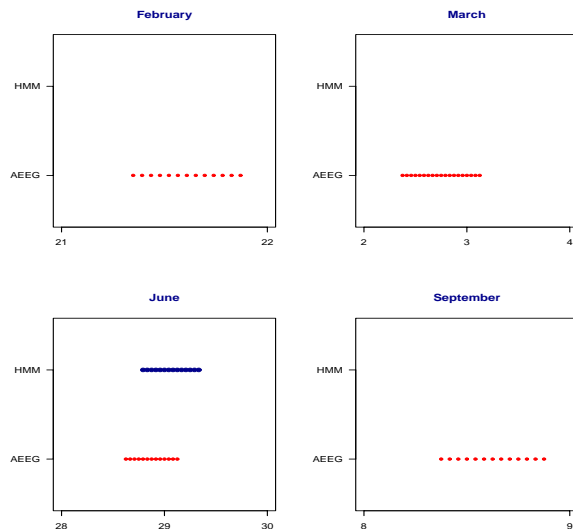 February
HMM
AEEG
21 22
March
HMM
AEEG
2 3 4
June
HMM
AEEG
28 29 30
September
HMM
AEEG
8 9